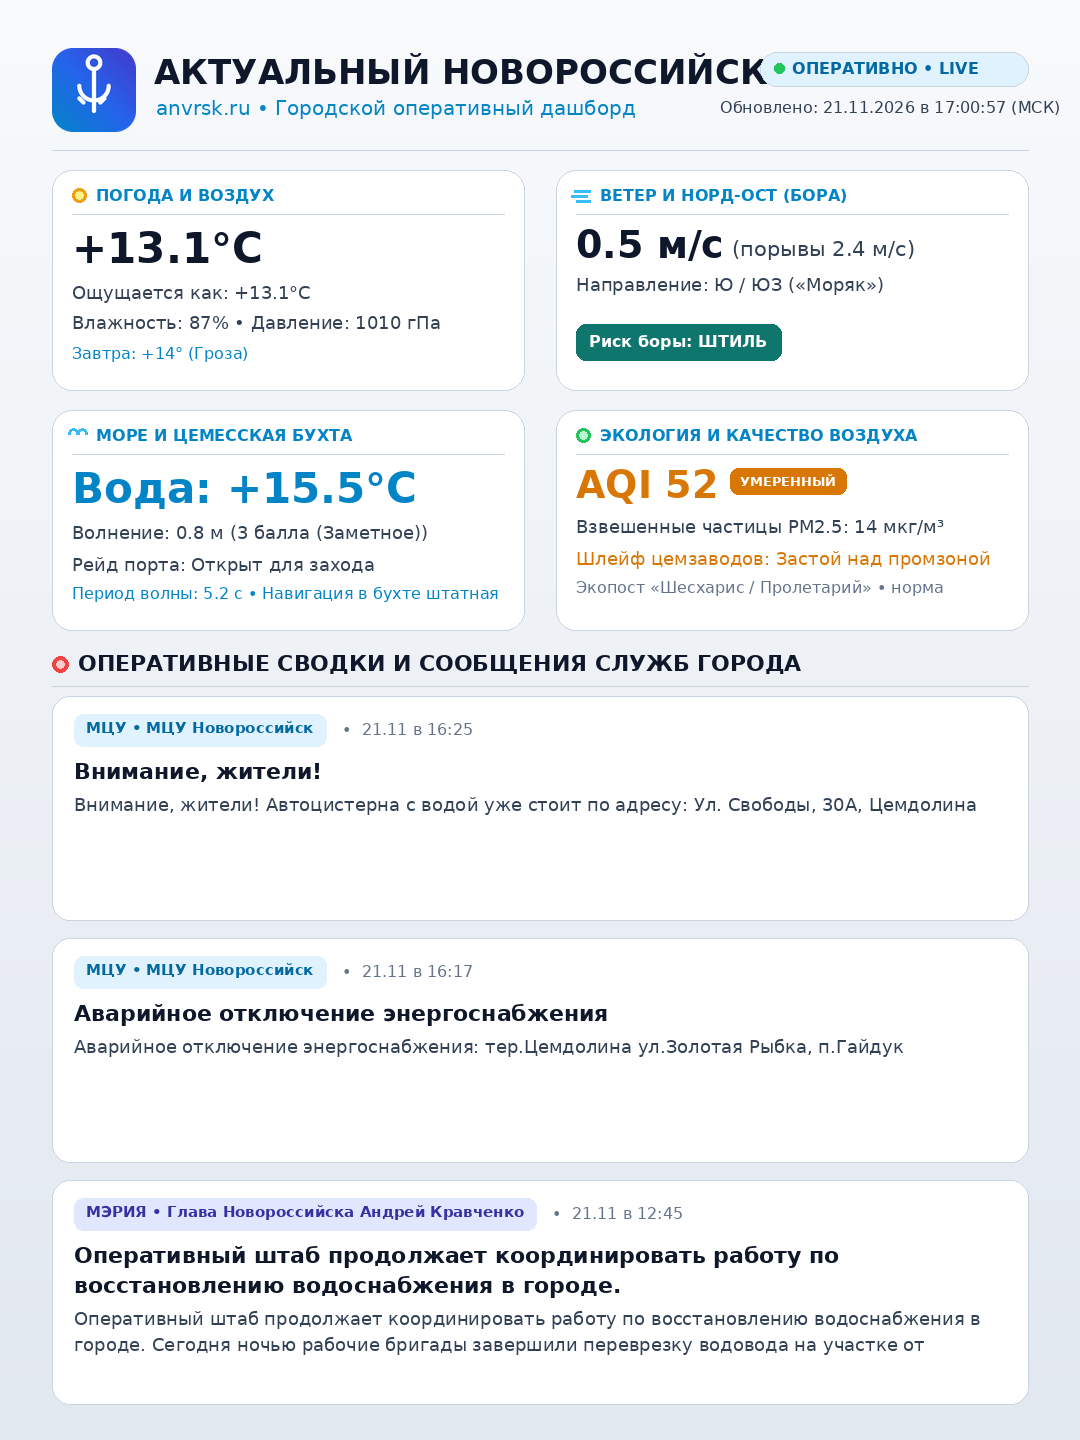 АКТУАЛЬНЫЙ НОВОРОССИЙСК
ОПЕРАТИВНО • LIVE
anvrsk.ru • Городской оперативный дашборд
Обновлено: 21.11.2026 в 17:00:57 (МСК)
ПОГОДА И ВОЗДУХ
+13.1°C
Ощущается как: +13.1°C
Влажность: 87% • Давление: 1010 гПа
Завтра: +14° (Гроза)
ВЕТЕР И НОРД-ОСТ (БОРА)
0.5 м/с (порывы 2.4 м/с)
Направление: Ю / ЮЗ («Моряк»)
Риск боры: ШТИЛЬ
МОРЕ И ЦЕМЕССКАЯ БУХТА
Вода: +15.5°C
Волнение: 0.8 м (3 балла (Заметное))
Рейд порта: Открыт для захода
Период волны: 5.2 с • Навигация в бухте штатная
ЭКОЛОГИЯ И КАЧЕСТВО ВОЗДУХА
AQI 52 УМЕРЕННЫЙ
Взвешенные частицы PM2.5: 14 мкг/м³
Шлейф цемзаводов: Застой над промзоной
Экопост «Шесхарис / Пролетарий» • норма
ОПЕРАТИВНЫЕ СВОДКИ И СООБЩЕНИЯ СЛУЖБ ГОРОДА
МЦУ • МЦУ Новороссийск • 21.11 в 16:25
Внимание, жители!
Внимание, жители! Автоцистерна с водой уже стоит по адресу: Ул. Свободы, 30А, Цемдолина
МЦУ • МЦУ Новороссийск • 21.11 в 16:17
Аварийное отключение энергоснабжения
Аварийное отключение энергоснабжения: тер.Цемдолина ул.Золотая Рыбка, п.Гайдук
МЭРИЯ • Глава Новороссийска Андрей Кравченко • 21.11 в 12:45
Оперативный штаб продолжает координировать работу по
восстановлению водоснабжения в городе.
Оперативный штаб продолжает координировать работу по восстановлению водоснабжения в
городе. Сегодня ночью рабочие бригады завершили переврезку водовода на участке от